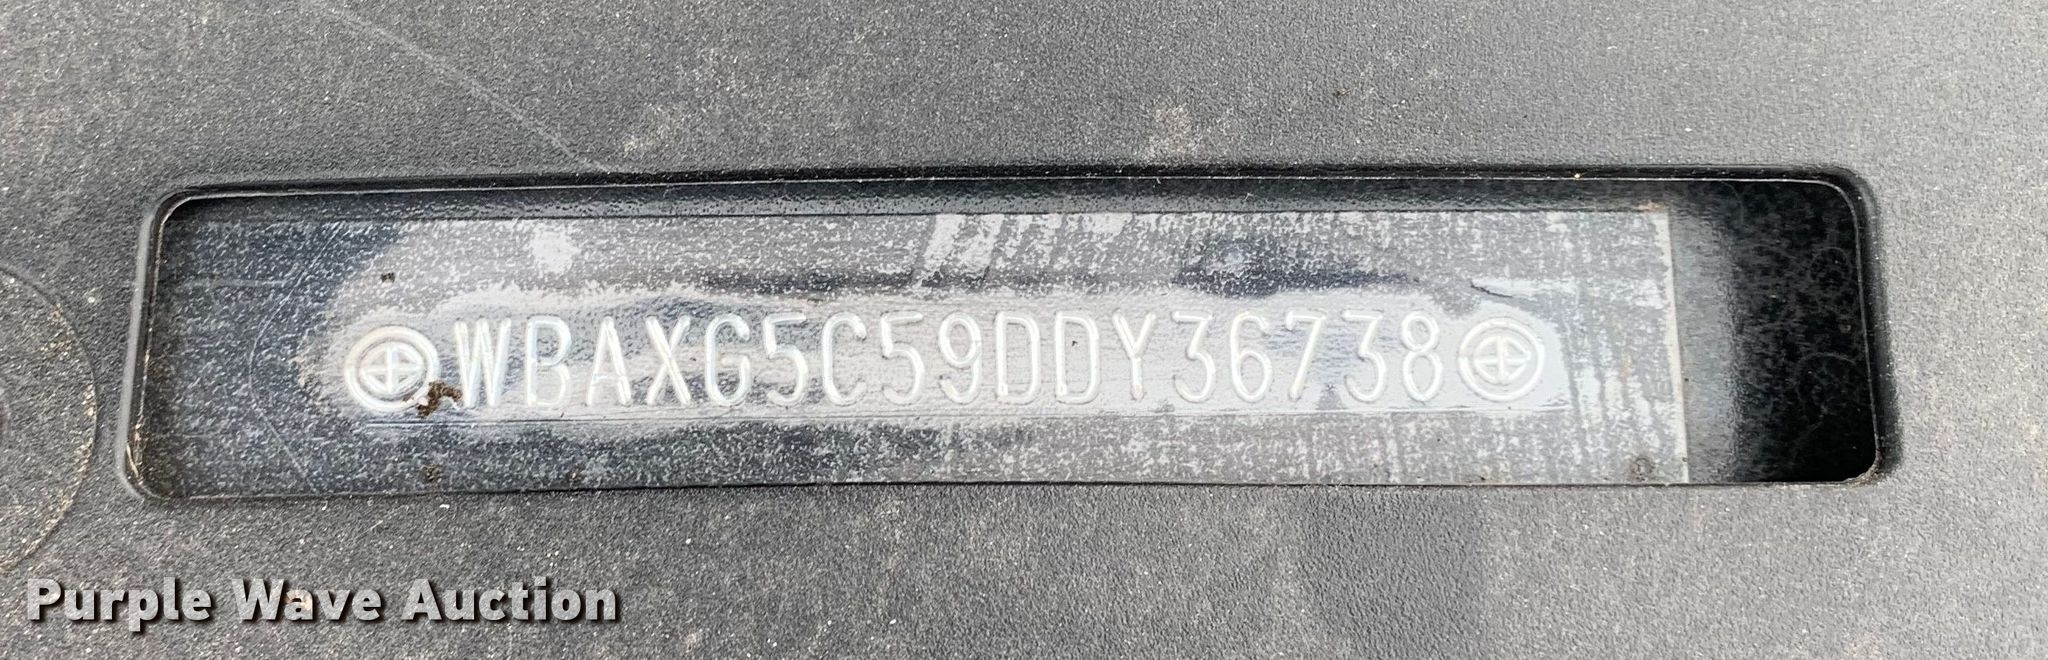 WBAXG5C59DDY36738
Purple Wave Auction